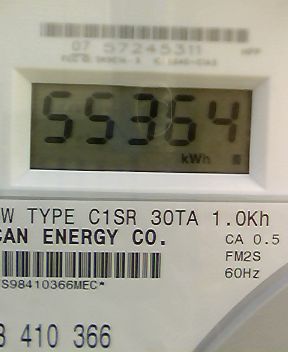 07 57245311
55364
kWh
W TYPE C1SR 30TA 1.0Kh
CAN ENERGY CO.
CA 0.5
FM2S
60Hz
S98410366MEC*
8 410 366